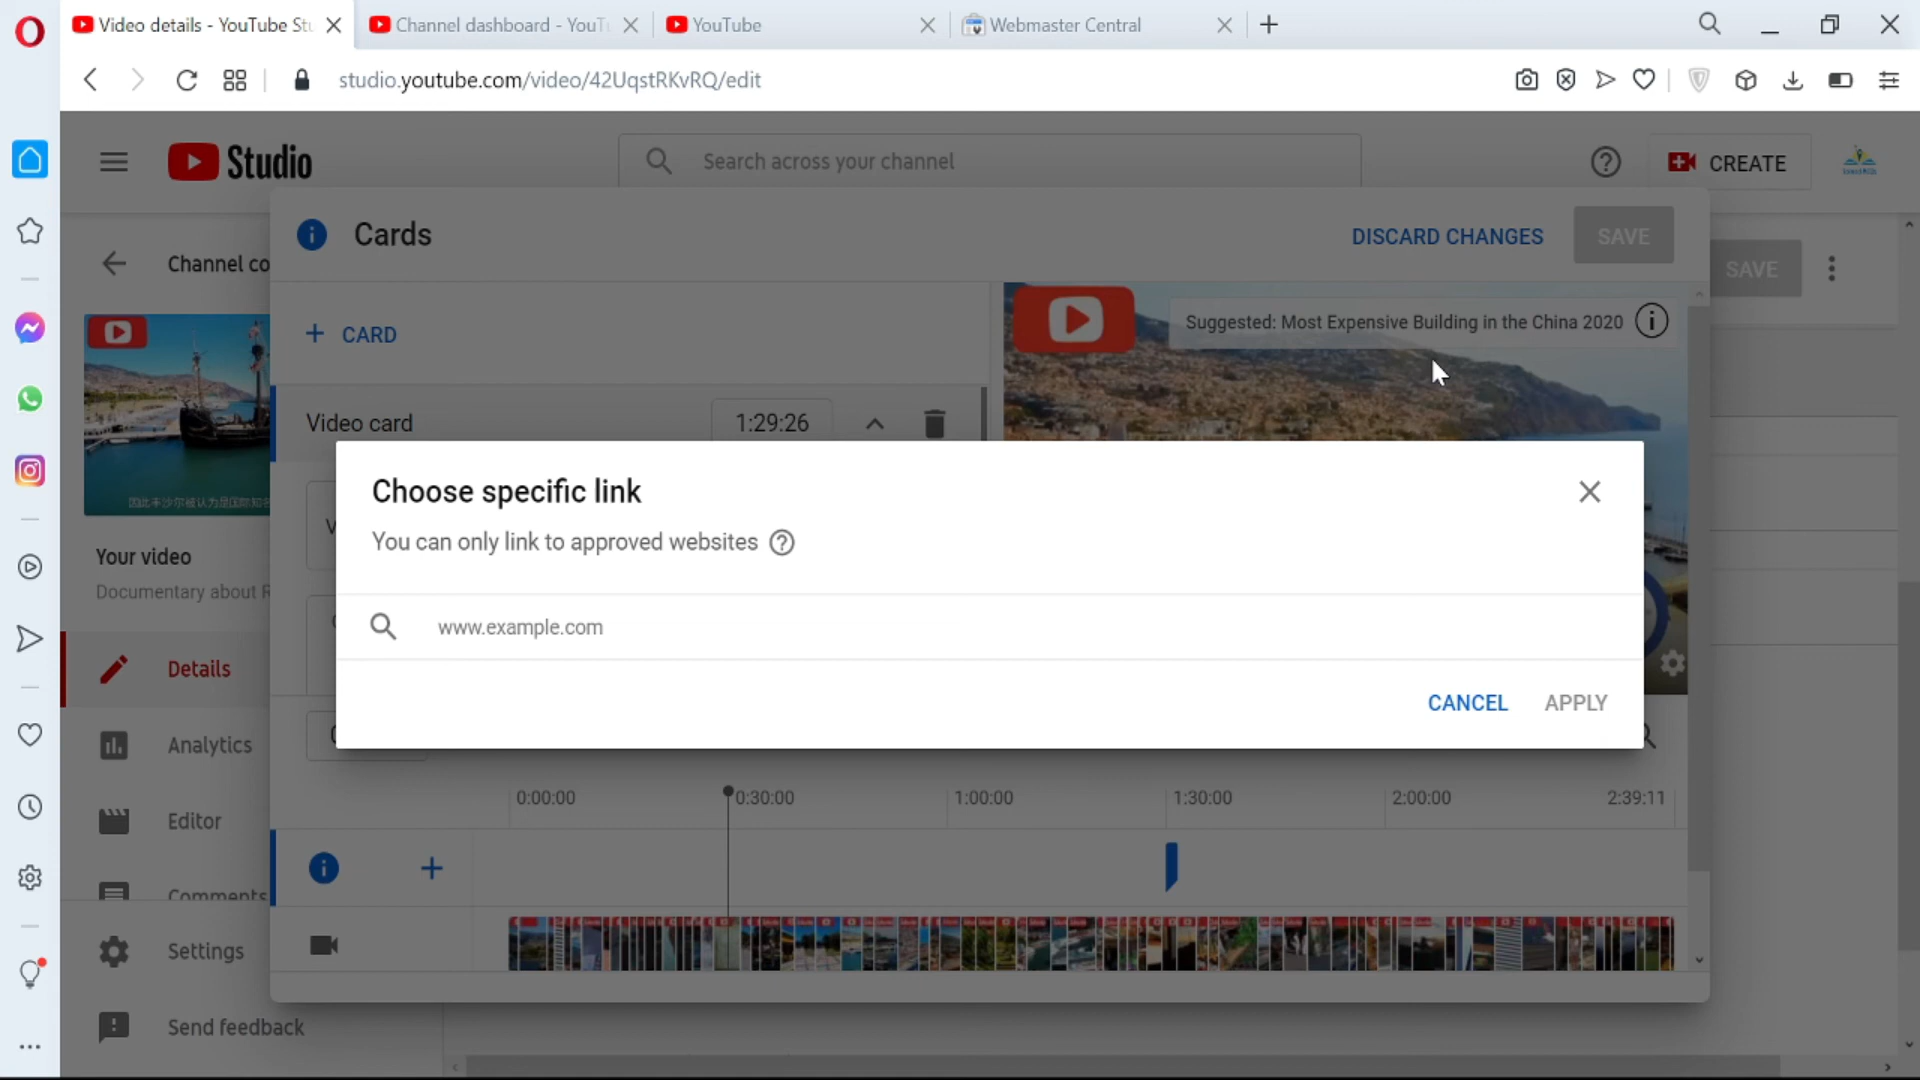 Video details - YouTube Stu
Channel dashboard - YouTu
YouTube
Webmaster Central
studio.youtube.com/video/42UqstRKvRQ/edit
Studio
Search across your channel
CREATE
Channel co
Cards
DISCARD CHANGES
SAVE
SAVE
+ CARD
Suggested: Most Expensive Building in the China 2020
Video card
1:29:26
Choose specific link
You can only link to approved websites
www.example.com
CANCEL
APPLY
Your video
Documentary about R
Details
Analytics
Editor
Comments
Settings
Send feedback
0:00:00
0:30:00
1:00:00
1:30:00
2:00:00
2:39:11